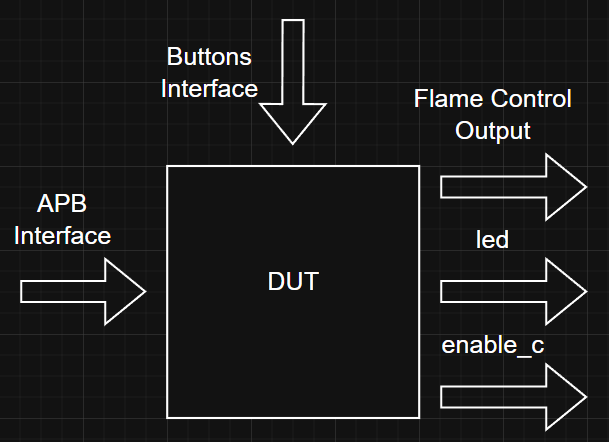 Buttons
Interface
Flame Control
Output
APB
Interface
led
DUT
enable_c